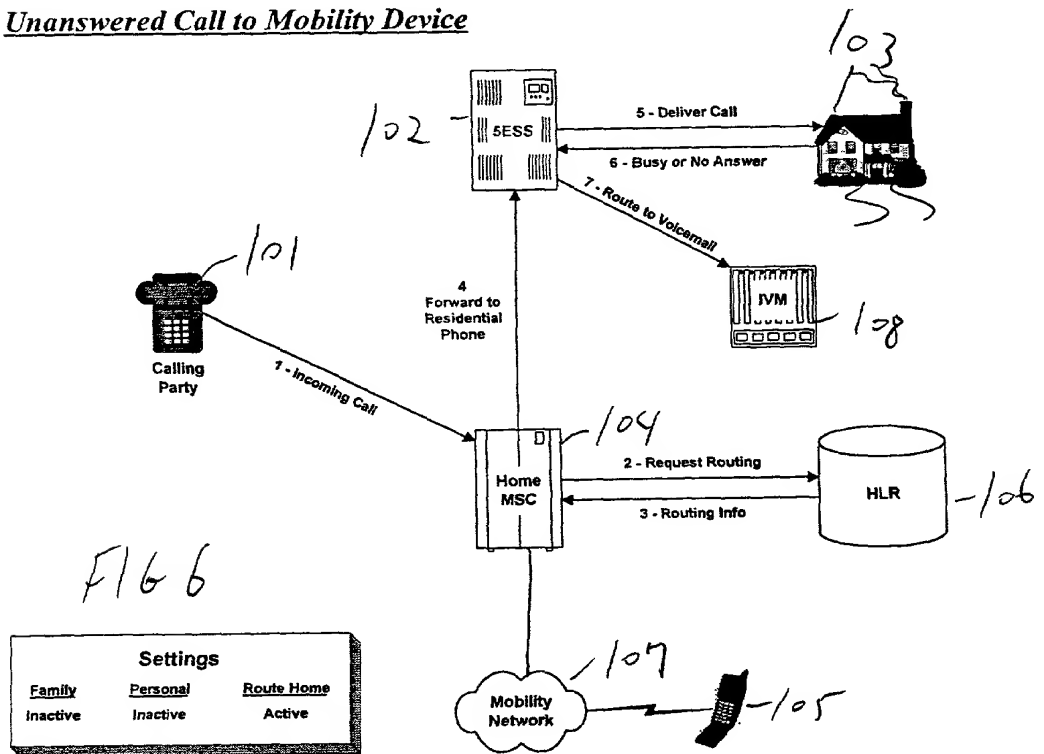 Unanswered Call to Mobility Device
103
102
5ESS
5 - Deliver Call
6 - Busy or No Answer
7 - Route to Voicemail
101
4
Forward to
Residential
Phone
IVM
108
Calling
Party
1 - Incoming Call
104
Home
MSC
2 - Request Routing
3 - Routing Info
HLR
106
FIG 6
Settings
Family Personal Route Home
Inactive Inactive Active
107
Mobility
Network
105